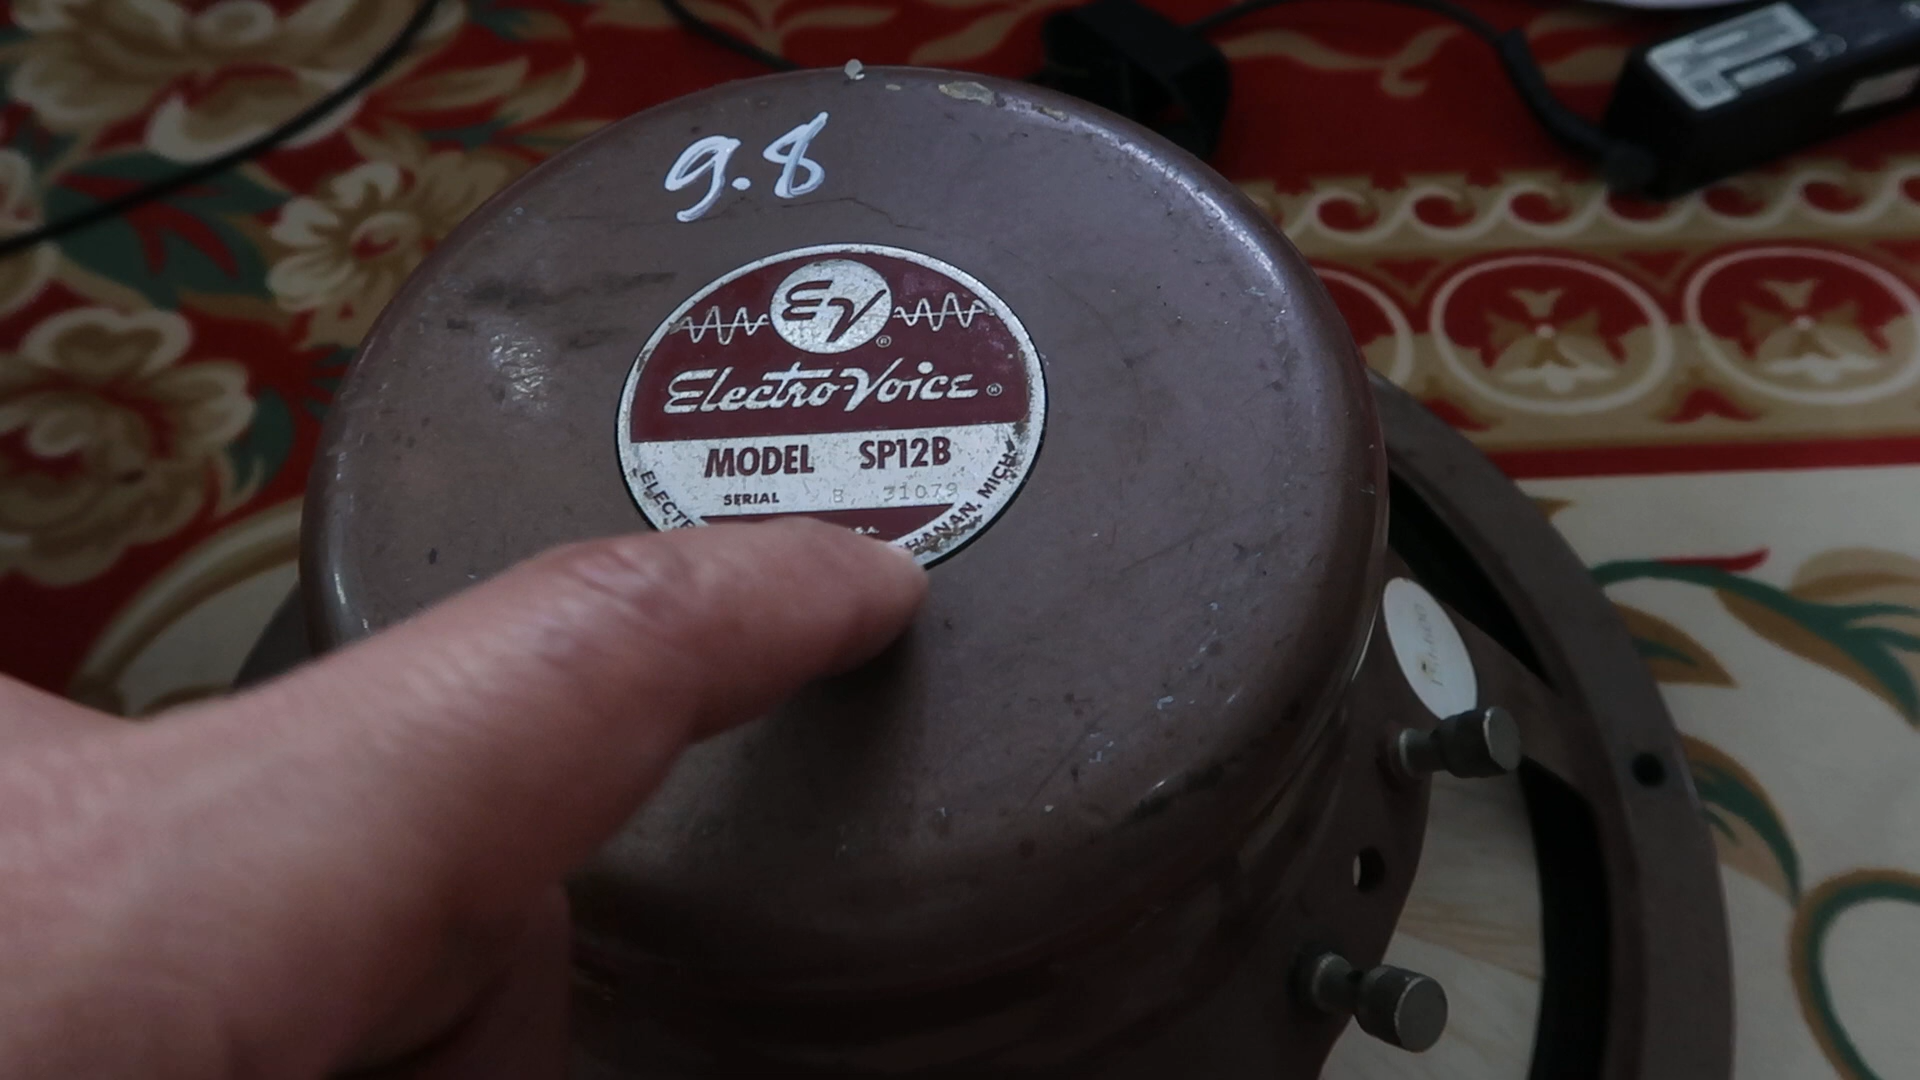 9.8
EV
®
Electro-Voice ®
MODEL SP12B
SERIAL B, 31079